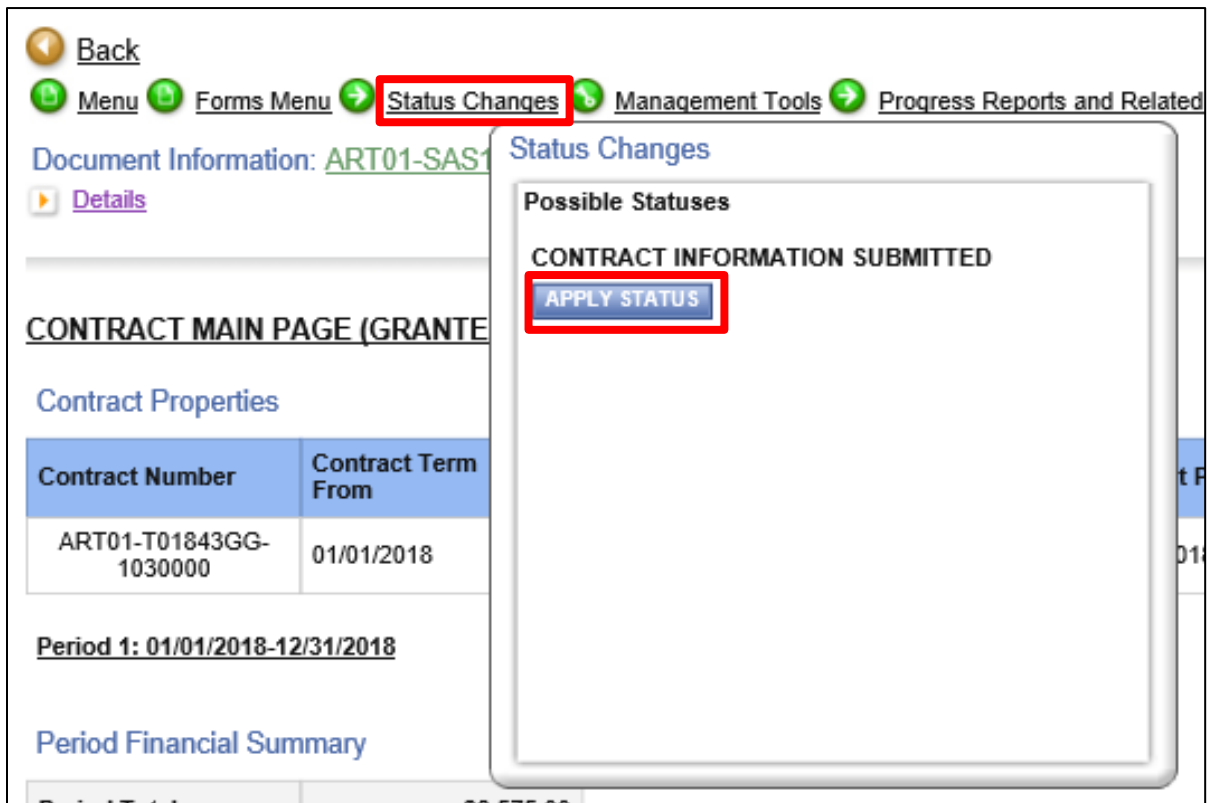 Back
Menu Forms Menu Status Changes Management Tools Progress Reports and Related
Document Information: ART01-SAS1
Details
Status Changes
Possible Statuses
CONTRACT INFORMATION SUBMITTED
APPLY STATUS
CONTRACT MAIN PAGE (GRANTE
Contract Properties
Contract Number Contract Term From
ART01-T01843GG-
1030000
01/01/2018
Period 1: 01/01/2018-12/31/2018
Period Financial Summary